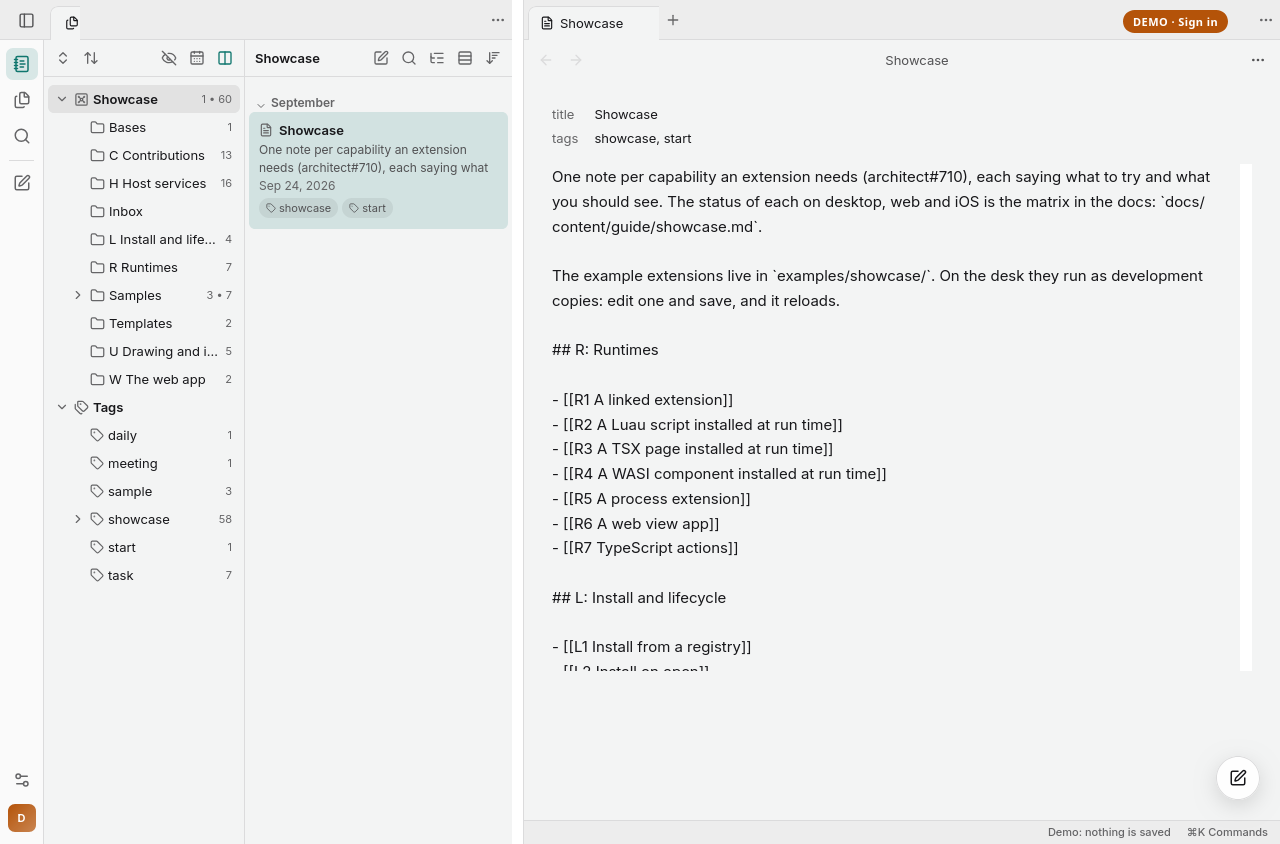 Showcase
DEMO · Sign in
Showcase
Showcase
Showcase 1 • 60
Bases 1
C Contributions 13
H Host services 16
Inbox
L Install and life... 4
R Runtimes 7
Samples 3 • 7
Templates 2
U Drawing and i... 5
W The web app 2
Tags
daily 1
meeting 1
sample 3
showcase 58
start 1
task 7
D
September
Showcase
One note per capability an extension
needs (architect#710), each saying what
Sep 24, 2026
showcase start
title Showcase
tags showcase, start
One note per capability an extension needs (architect#710), each saying what to try and what
you should see. The status of each on desktop, web and iOS is the matrix in the docs: `docs/
content/guide/showcase.md`.
The example extensions live in `examples/showcase/`. On the desk they run as development
copies: edit one and save, and it reloads.
## R: Runtimes
- [[R1 A linked extension]]
- [[R2 A Luau script installed at run time]]
- [[R3 A TSX page installed at run time]]
- [[R4 A WASI component installed at run time]]
- [[R5 A process extension]]
- [[R6 A web view app]]
- [[R7 TypeScript actions]]
## L: Install and lifecycle
- [[L1 Install from a registry]]
- [[L2 Install on open]]
Demo: nothing is saved ⌘K Commands